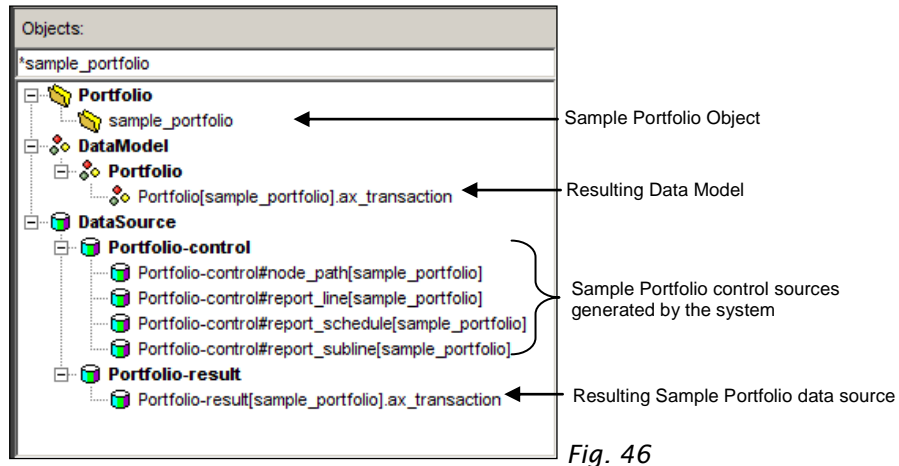 Objects:
*sample_portfolio
Portfolio
sample_portfolio
Sample Portfolio Object
DataModel
Portfolio
Portfolio[sample_portfolio].ax_transaction
Resulting Data Model
DataSource
Portfolio-control
Portfolio-control#node_path[sample_portfolio]
Portfolio-control#report_line[sample_portfolio]
Portfolio-control#report_schedule[sample_portfolio]
Portfolio-control#report_subline[sample_portfolio]
Sample Portfolio control sources
generated by the system
Portfolio-result
Portfolio-result[sample_portfolio].ax_transaction
Resulting Sample Portfolio data source
Fig. 46